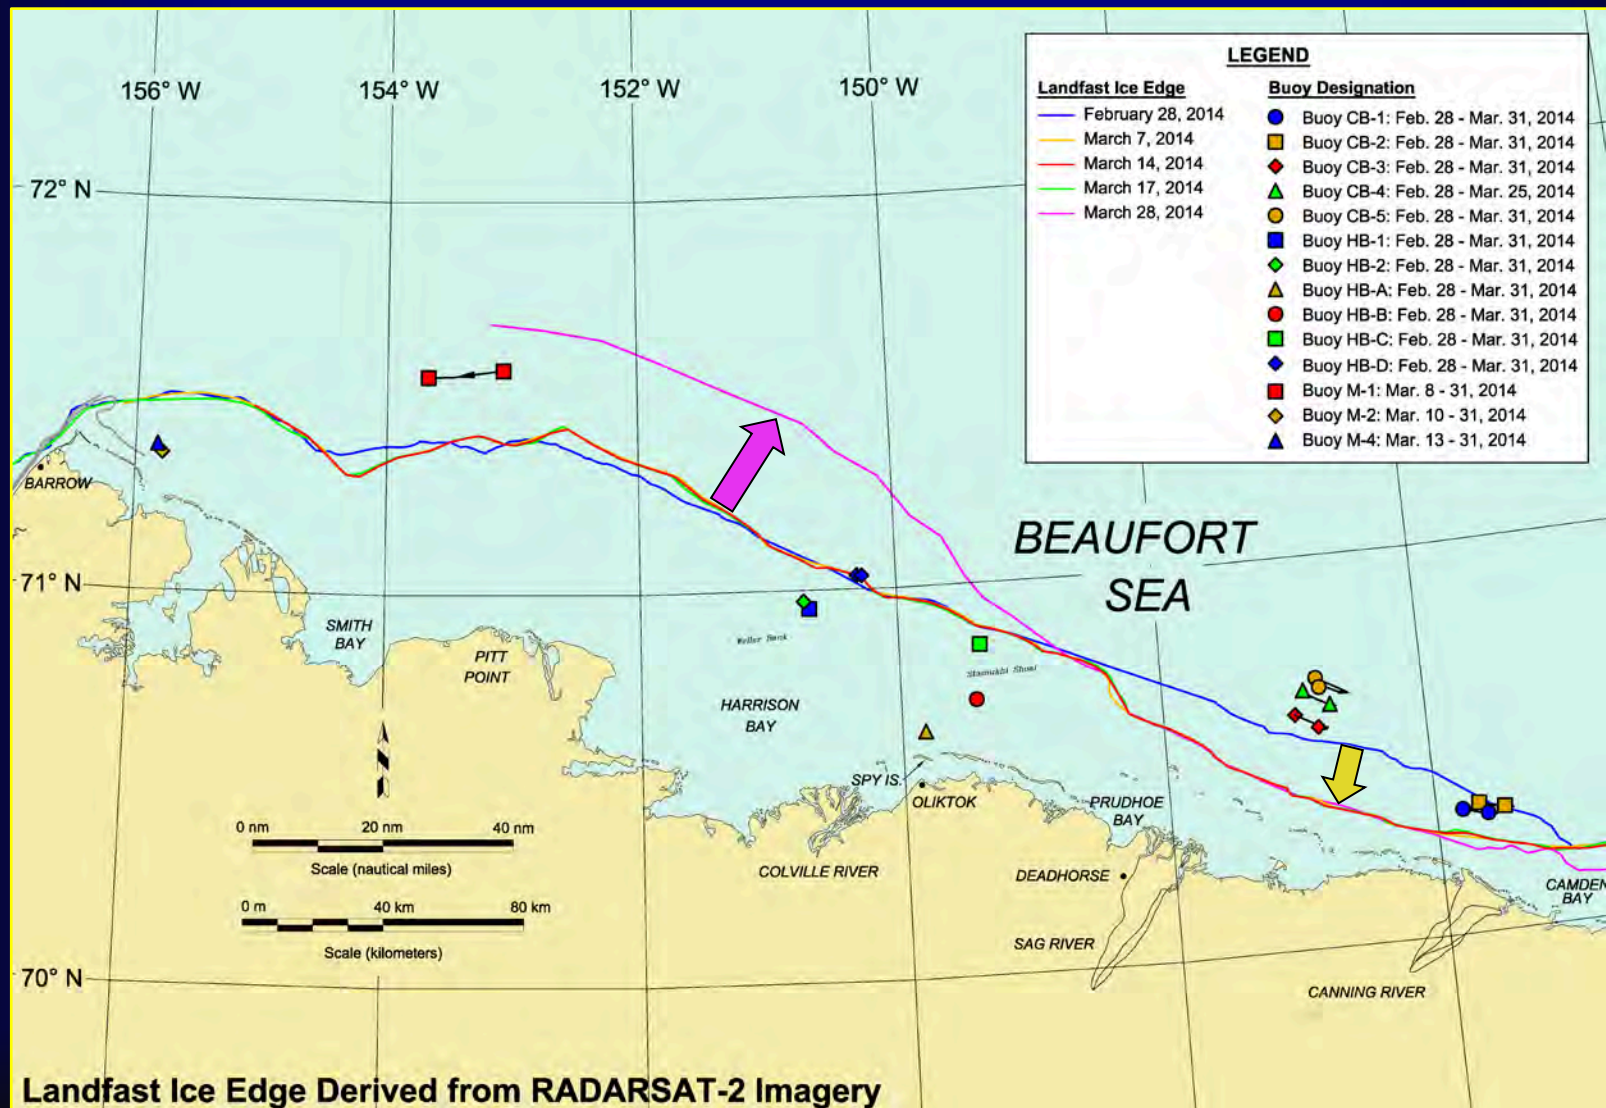 156° W
154° W
152° W
150° W
72° N
71° N
70° N
LEGEND
Landfast Ice Edge
February 28, 2014
March 7, 2014
March 14, 2014
March 17, 2014
March 28, 2014
Buoy Designation
Buoy CB-1: Feb. 28 - Mar. 31, 2014
Buoy CB-2: Feb. 28 - Mar. 31, 2014
Buoy CB-3: Feb. 28 - Mar. 31, 2014
Buoy CB-4: Feb. 28 - Mar. 25, 2014
Buoy CB-5: Feb. 28 - Mar. 31, 2014
Buoy HB-1: Feb. 28 - Mar. 31, 2014
Buoy HB-2: Feb. 28 - Mar. 31, 2014
Buoy HB-A: Feb. 28 - Mar. 31, 2014
Buoy HB-B: Feb. 28 - Mar. 31, 2014
Buoy HB-C: Feb. 28 - Mar. 31, 2014
Buoy HB-D: Feb. 28 - Mar. 31, 2014
Buoy M-1: Mar. 8 - 31, 2014
Buoy M-2: Mar. 10 - 31, 2014
Buoy M-4: Mar. 13 - 31, 2014
BARROW
BEAUFORT
SEA
SMITH
BAY
PITT
POINT
Weller Bank
Stamukhi Shoal
HARRISON
BAY
SPY IS.
OLIKTOK
PRUDHOE
BAY
COLVILLE RIVER
DEADHORSE
CAMDEN
BAY
SAG RIVER
CANNING RIVER
0 nm
20 nm
40 nm
Scale (nautical miles)
0 m
40 km
80 km
Scale (kilometers)
Landfast Ice Edge Derived from RADARSAT-2 Imagery